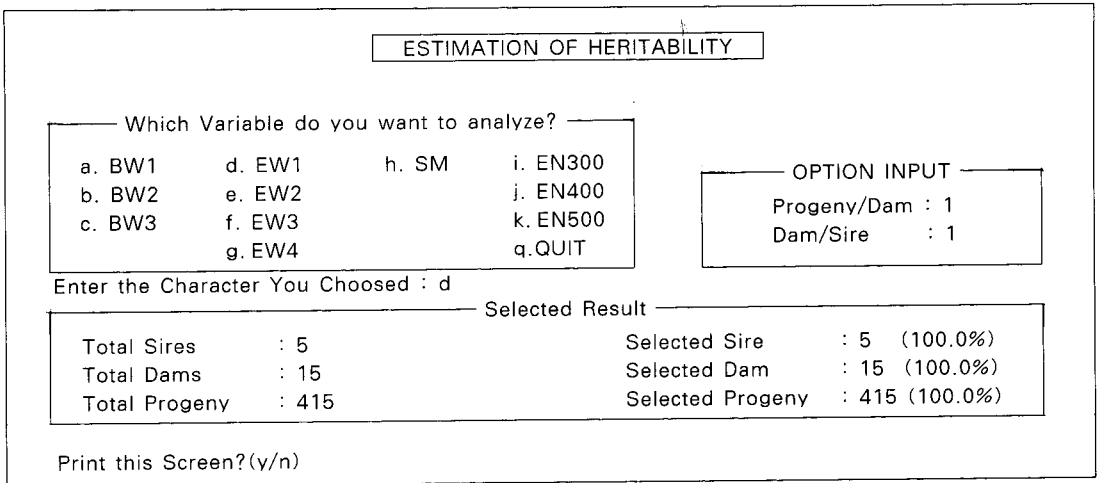 ESTIMATION OF HERITABILITY
Which Variable do you want to analyze?
a. BW1 d. EW1 h. SM i. EN300
b. BW2 e. EW2 j. EN400
c. BW3 f. EW3 k. EN500
g. EW4 q.QUIT
OPTION INPUT
Progeny/Dam : 1
Dam/Sire : 1
Enter the Character You Choosed : d
Selected Result
Total Sires : 5 Selected Sire : 5 (100.0%)
Total Dams : 15 Selected Dam : 15 (100.0%)
Total Progeny : 415 Selected Progeny : 415 (100.0%)
Print this Screen?(y/n)